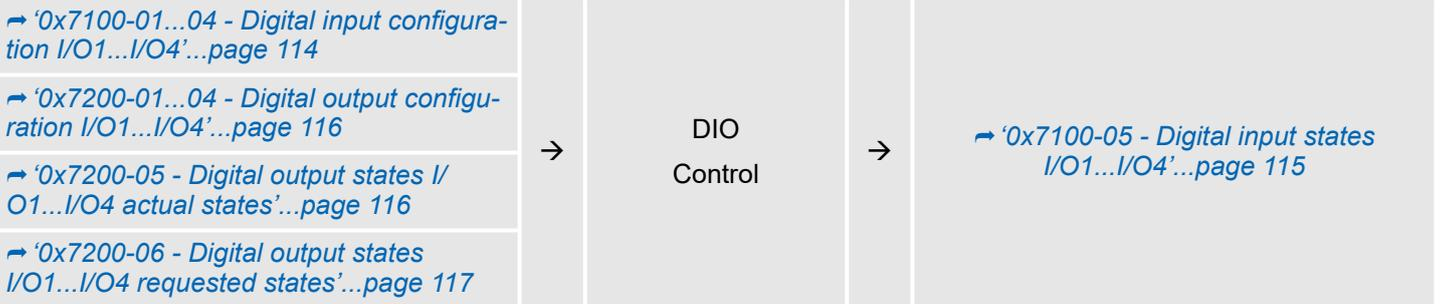 ➦ '0x7100-01...04 - Digital input configura-
tion I/O1...I/O4'...page 114
➦ '0x7200-01...04 - Digital output configu-
ration I/O1...I/O4'...page 116
➦ '0x7200-05 - Digital output states I/
O1...I/O4 actual states'...page 116
➦ '0x7200-06 - Digital output states
I/O1...I/O4 requested states'...page 117
→
DIO
Control
→
➦ '0x7100-05 - Digital input states
I/O1...I/O4'...page 115